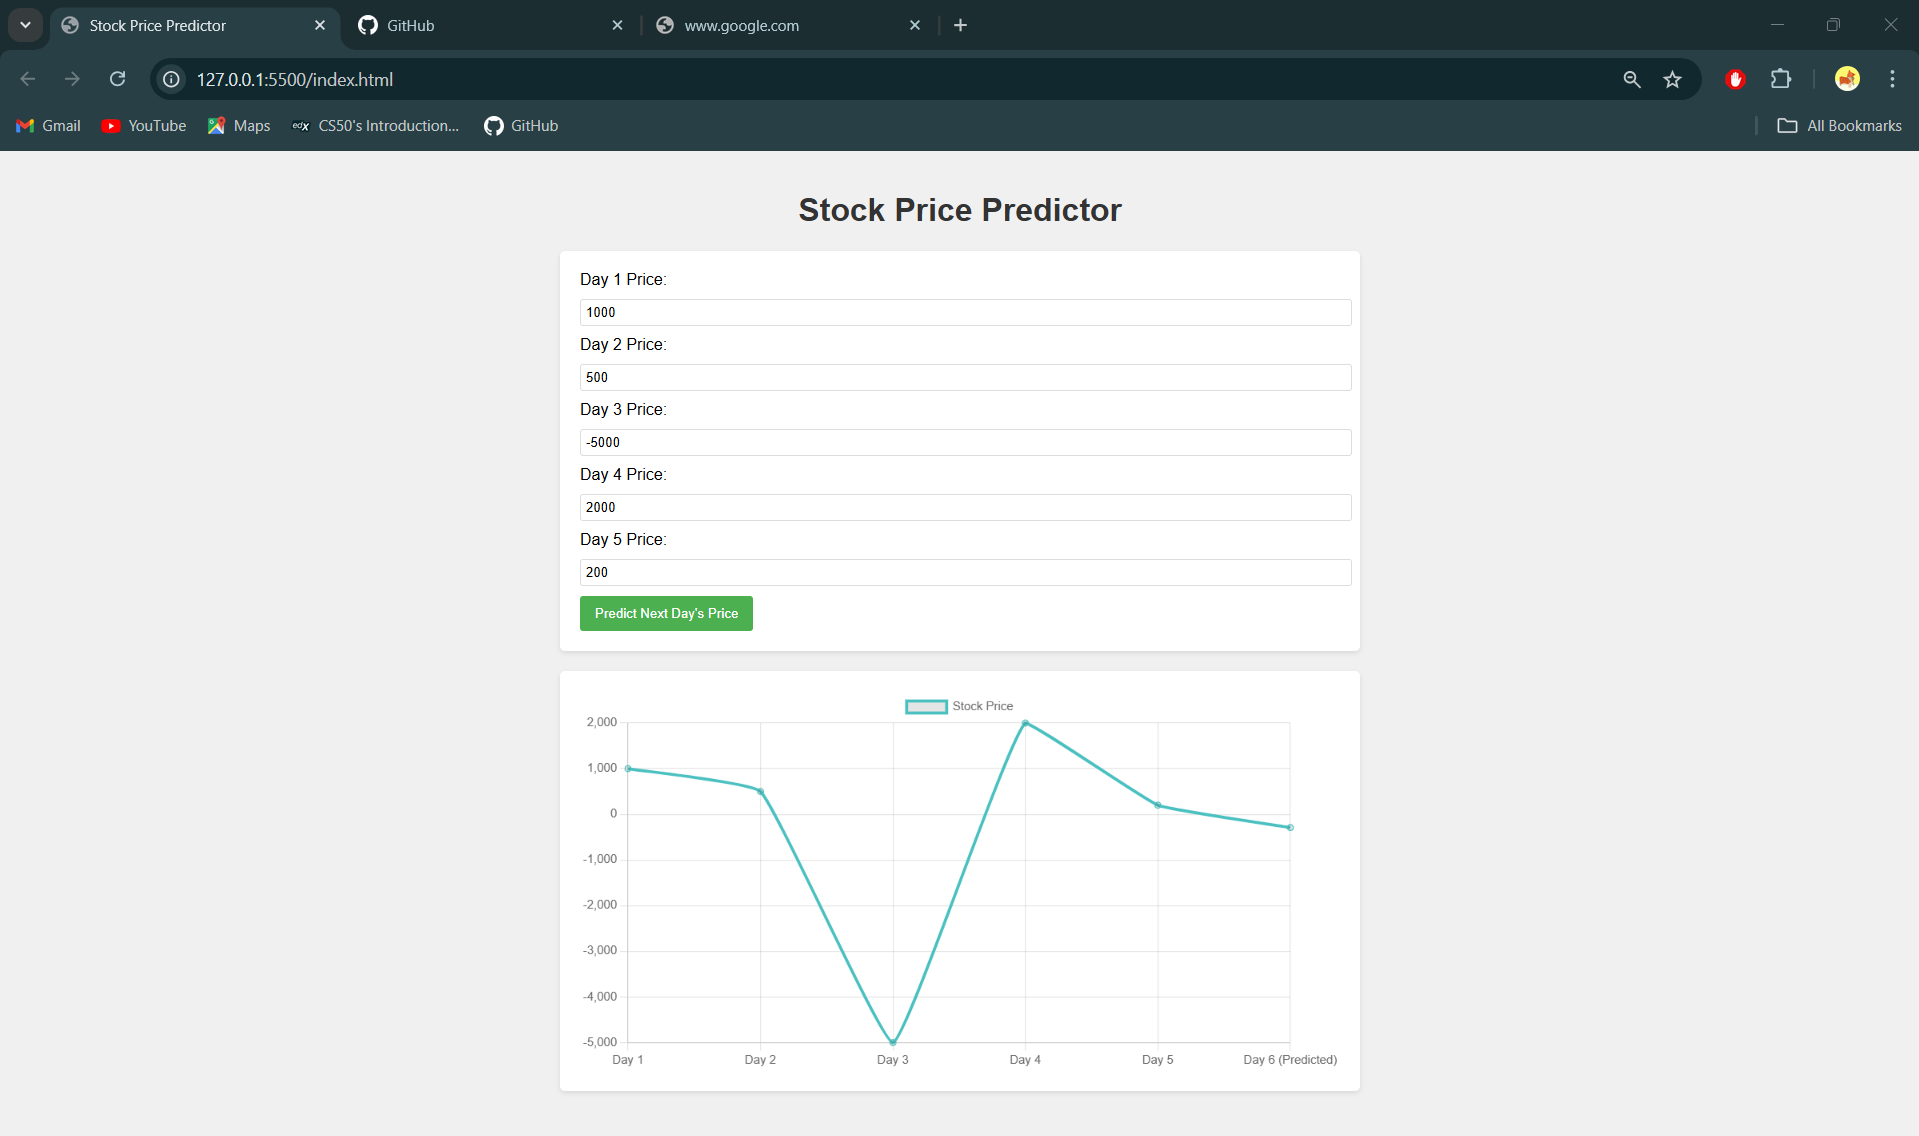 Stock Price Predictor
GitHub
www.google.com
127.0.0.1:5500/index.html
Gmail
YouTube
Maps
edX CS50's Introduction...
GitHub
All Bookmarks
Stock Price Predictor
Day 1 Price:
1000
Day 2 Price:
500
Day 3 Price:
-5000
Day 4 Price:
2000
Day 5 Price:
200
Predict Next Day's Price
Stock Price
2,000
1,000
0
-1,000
-2,000
-3,000
-4,000
-5,000
Day 1 Day 2 Day 3 Day 4 Day 5 Day 6 (Predicted)